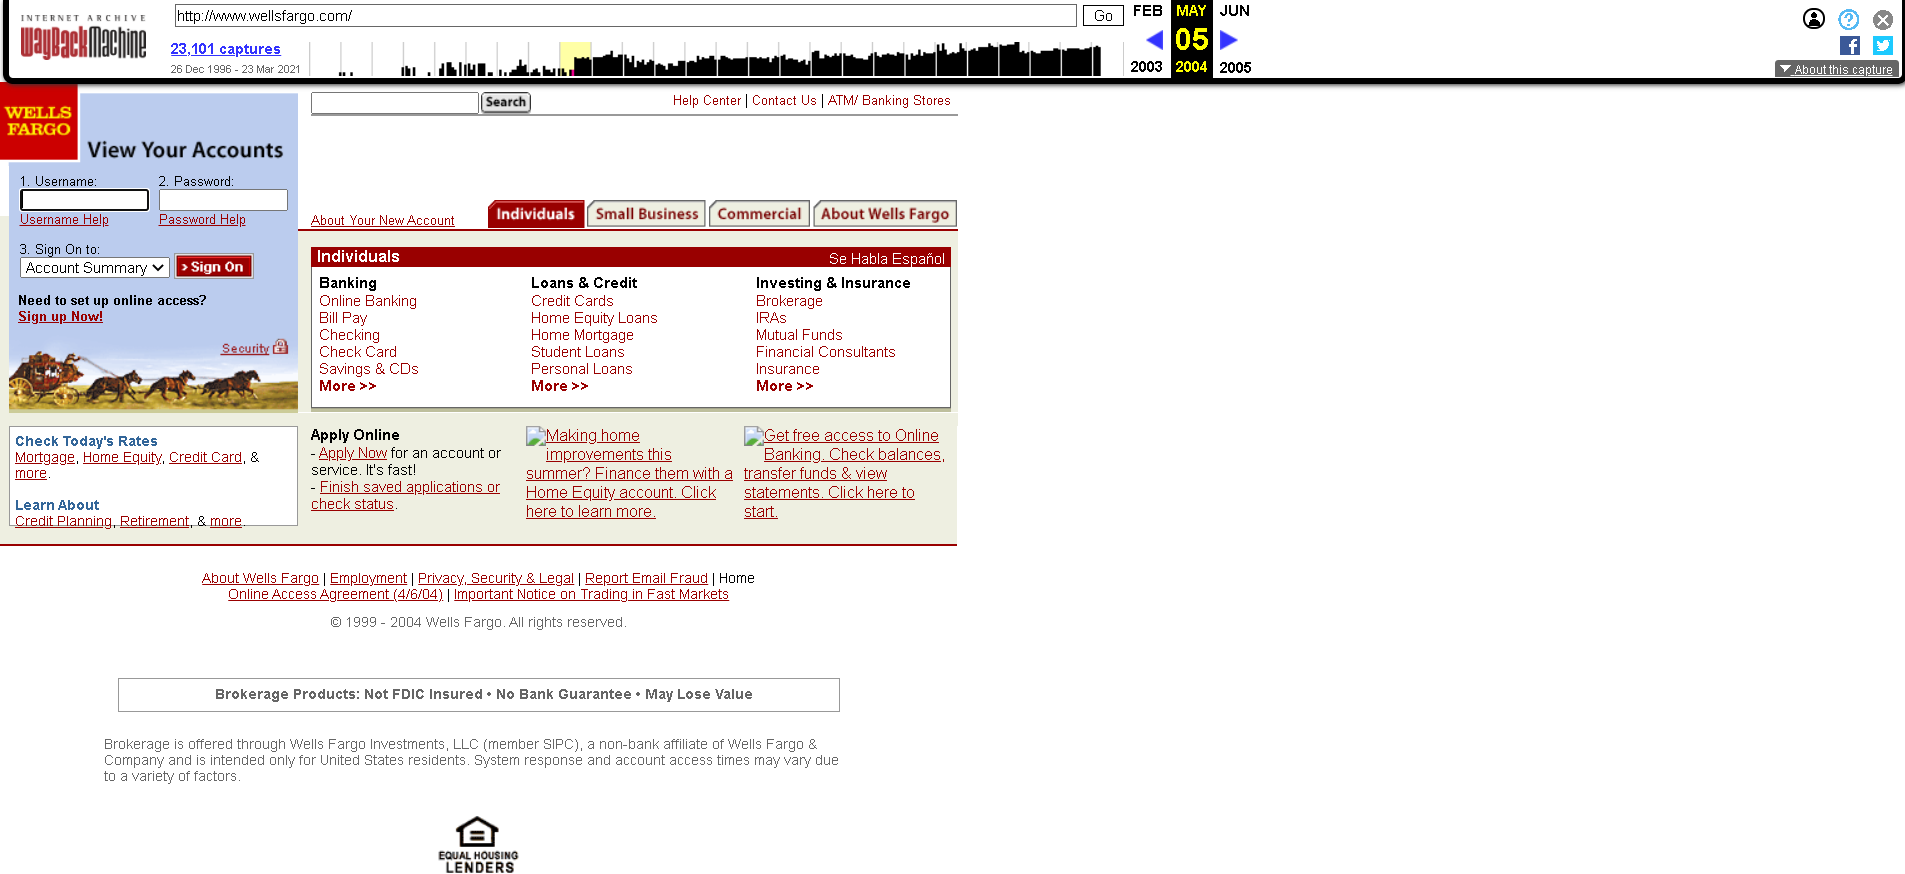 INTERNET ARCHIVE
WayBackMachine
http://www.wellsfargo.com/
Go
FEB MAY JUN
23,101 captures
05
26 Dec 1996 - 23 Mar 2021
2003 2004 2005
About this capture
WELLS
FARGO
Search
Help Center | Contact Us | ATM/ Banking Stores
View Your Accounts
1. Username:
2. Password:
Username Help
Password Help
3. Sign On to:
Account Summary
› Sign On
Need to set up online access?
Sign up Now!
Security
About Your New Account
Individuals
Small Business
Commercial
About Wells Fargo
Individuals
Se Habla Español
Banking
Online Banking
Bill Pay
Checking
Check Card
Savings & CDs
More >>
Loans & Credit
Credit Cards
Home Equity Loans
Home Mortgage
Student Loans
Personal Loans
More >>
Investing & Insurance
Brokerage
IRAs
Mutual Funds
Financial Consultants
Insurance
More >>
Check Today's Rates
Mortgage, Home Equity, Credit Card, &
more.
Learn About
Credit Planning, Retirement, & more.
Apply Online
- Apply Now for an account or
service. It's fast!
- Finish saved applications or
check status.
Making home
improvements this
summer? Finance them with a
Home Equity account. Click
here to learn more.
Get free access to Online
Banking. Check balances,
transfer funds & view
statements. Click here to
start.
About Wells Fargo | Employment | Privacy, Security & Legal | Report Email Fraud | Home
Online Access Agreement (4/6/04) | Important Notice on Trading in Fast Markets
© 1999 - 2004 Wells Fargo. All rights reserved.
Brokerage Products: Not FDIC Insured • No Bank Guarantee • May Lose Value
Brokerage is offered through Wells Fargo Investments, LLC (member SIPC), a non-bank affiliate of Wells Fargo &
Company and is intended only for United States residents. System response and account access times may vary due
to a variety of factors.
EQUAL HOUSING
LENDERS